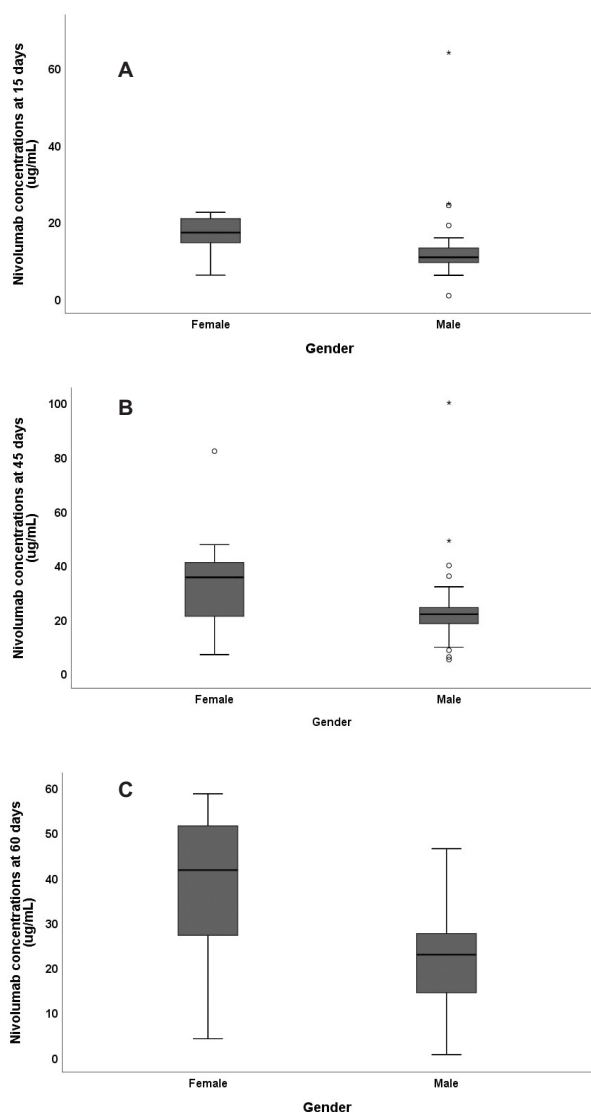 A
Nivolumab concentrations at 15 days
(ug/mL)
60
40
20
0
Female
Male
Gender
B
Nivolumab concentrations at 45 days
(ug/mL)
100
80
60
40
20
0
Female
Male
Gender
C
Nivolumab concentrations at 60 days
(ug/mL)
60
50
40
30
20
10
0
Female
Male
Gender